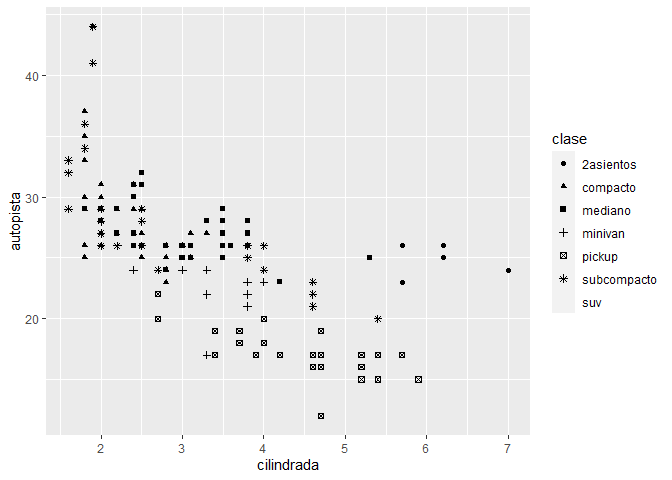 40
30
20
autopista
2 3 4 5 6 7
cilindrada
clase
2asientos
compacto
mediano
minivan
pickup
subcompacto
suv